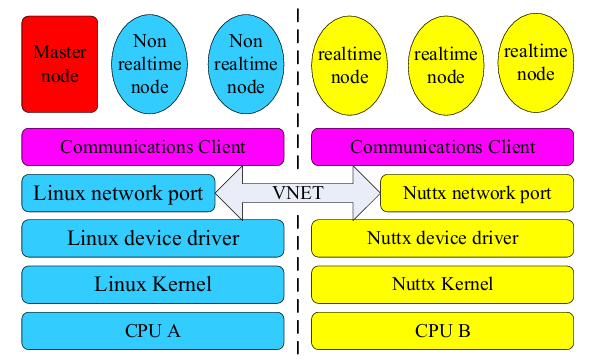 Master
node
Non
realtime
node
Non
realtime
node
realtime
node
realtime
node
realtime
node
Communications Client
Communications Client
Linux network port
VNET
Nuttx network port
Linux device driver
Nuttx device driver
Linux Kernel
Nuttx Kernel
CPU A
CPU B